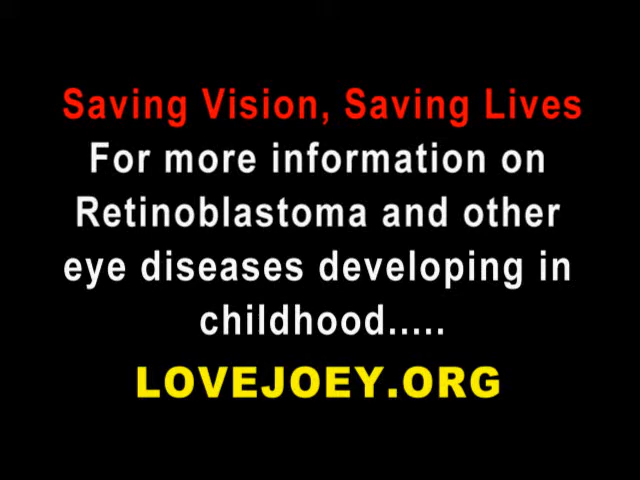 Saving Vision, Saving Lives
For more information on
Retinoblastoma and other
eye diseases developing in
childhood.....
LOVEJOEY.ORG